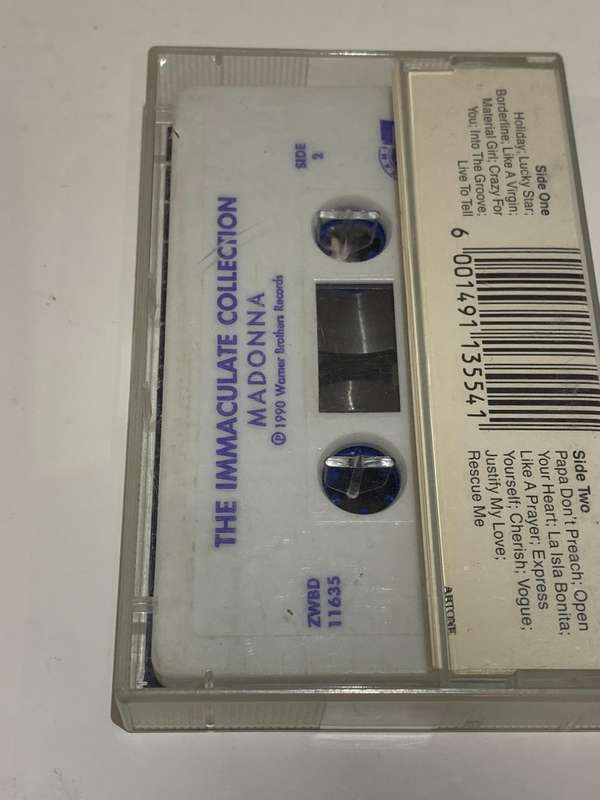 SIDE
2
THE IMMACULATE COLLECTION
MADONNA
℗ 1990 Warner Brothers Records
ZWBD
11635
Side One
Holiday; Lucky Star;
Borderline; Like A Virgin;
Material Girl; Crazy For
You; Into The Groove;
Live To Tell
6 001491 135541
Side Two
Papa Don't Preach; Open
Your Heart; La Isla Bonita;
Like A Prayer; Express
Yourself; Cherish; Vogue;
Justify My Love;
Rescue Me
ARTONE